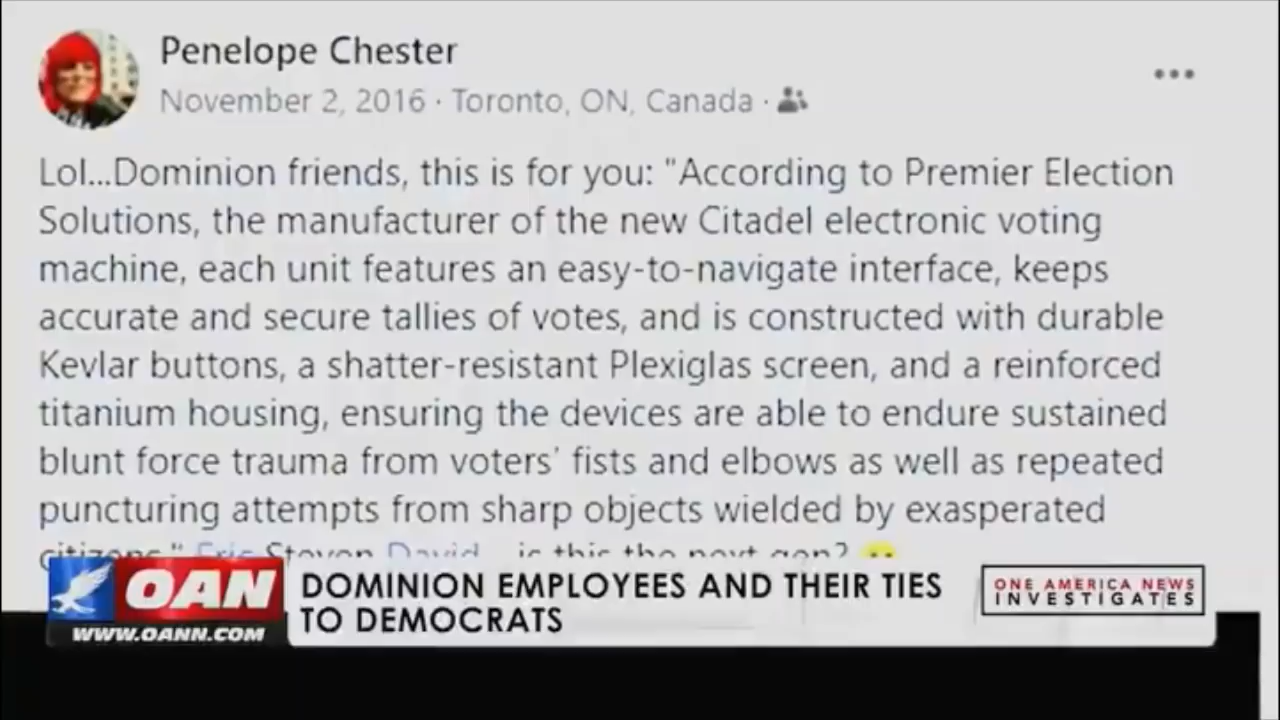 Penelope Chester
November 2, 2016 · Toronto, ON, Canada ·
Lol...Dominion friends, this is for you: "According to Premier Election
Solutions, the manufacturer of the new Citadel electronic voting
machine, each unit features an easy-to-navigate interface, keeps
accurate and secure tallies of votes, and is constructed with durable
Kevlar buttons, a shatter-resistant Plexiglas screen, and a reinforced
titanium housing, ensuring the devices are able to endure sustained
blunt force trauma from voters' fists and elbows as well as repeated
puncturing attempts from sharp objects wielded by exasperated
citizens." Eric Steven David... is this the next gen?
OAN
WWW.OANN.COM
DOMINION EMPLOYEES AND THEIR TIES
TO DEMOCRATS
ONE AMERICA NEWS
INVESTIGATES